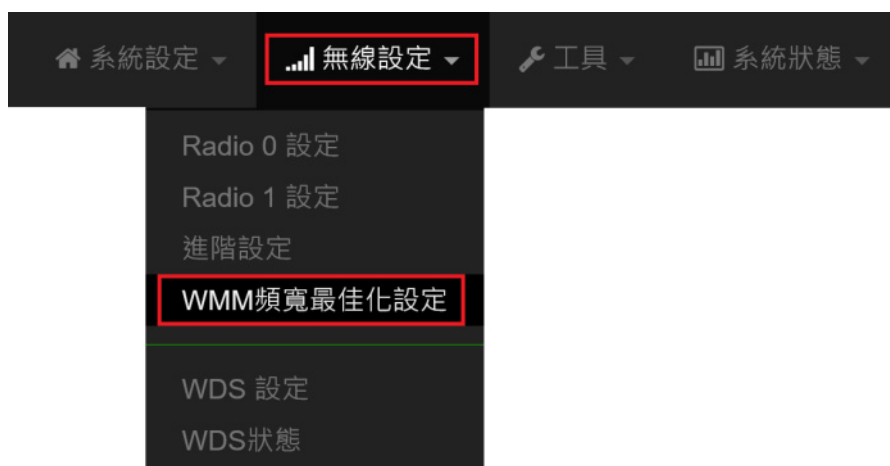 系統設定 無線設定 工具 系統狀態
Radio 0 設定
Radio 1 設定
進階設定
WMM頻寬最佳化設定
WDS 設定
WDS狀態